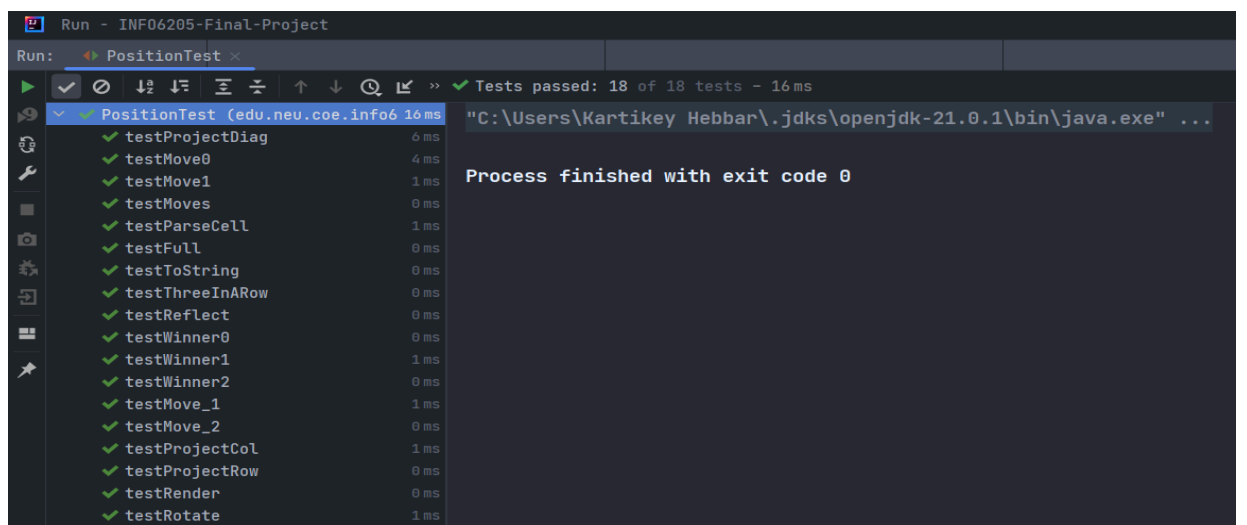 Run - INFO6205-Final-Project
Run: PositionTest
» Tests passed: 18 of 18 tests – 16 ms
PositionTest (edu.neu.coe.info6 16 ms
testProjectDiag 6 ms
testMove0 4 ms
testMove1 1 ms
testMoves 0 ms
testParseCell 1 ms
testFull 0 ms
testToString 0 ms
testThreeInARow 0 ms
testReflect 0 ms
testWinner0 0 ms
testWinner1 1 ms
testWinner2 0 ms
testMove_1 1 ms
testMove_2 0 ms
testProjectCol 1 ms
testProjectRow 0 ms
testRender 0 ms
testRotate 1 ms
"C:\Users\Kartikey Hebbar\.jdks\openjdk-21.0.1\bin\java.exe" ...
Process finished with exit code 0